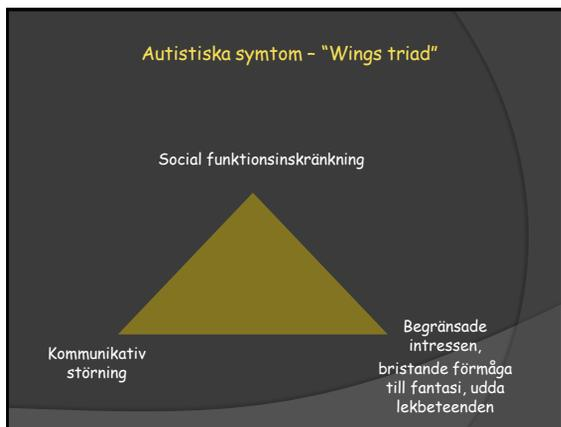 Autistiska symtom – “Wings triad”
Social funktionsinskränkning
Kommunikativ
störning
Begränsade
intressen,
bristande förmåga
till fantasi, udda
lekbeteenden